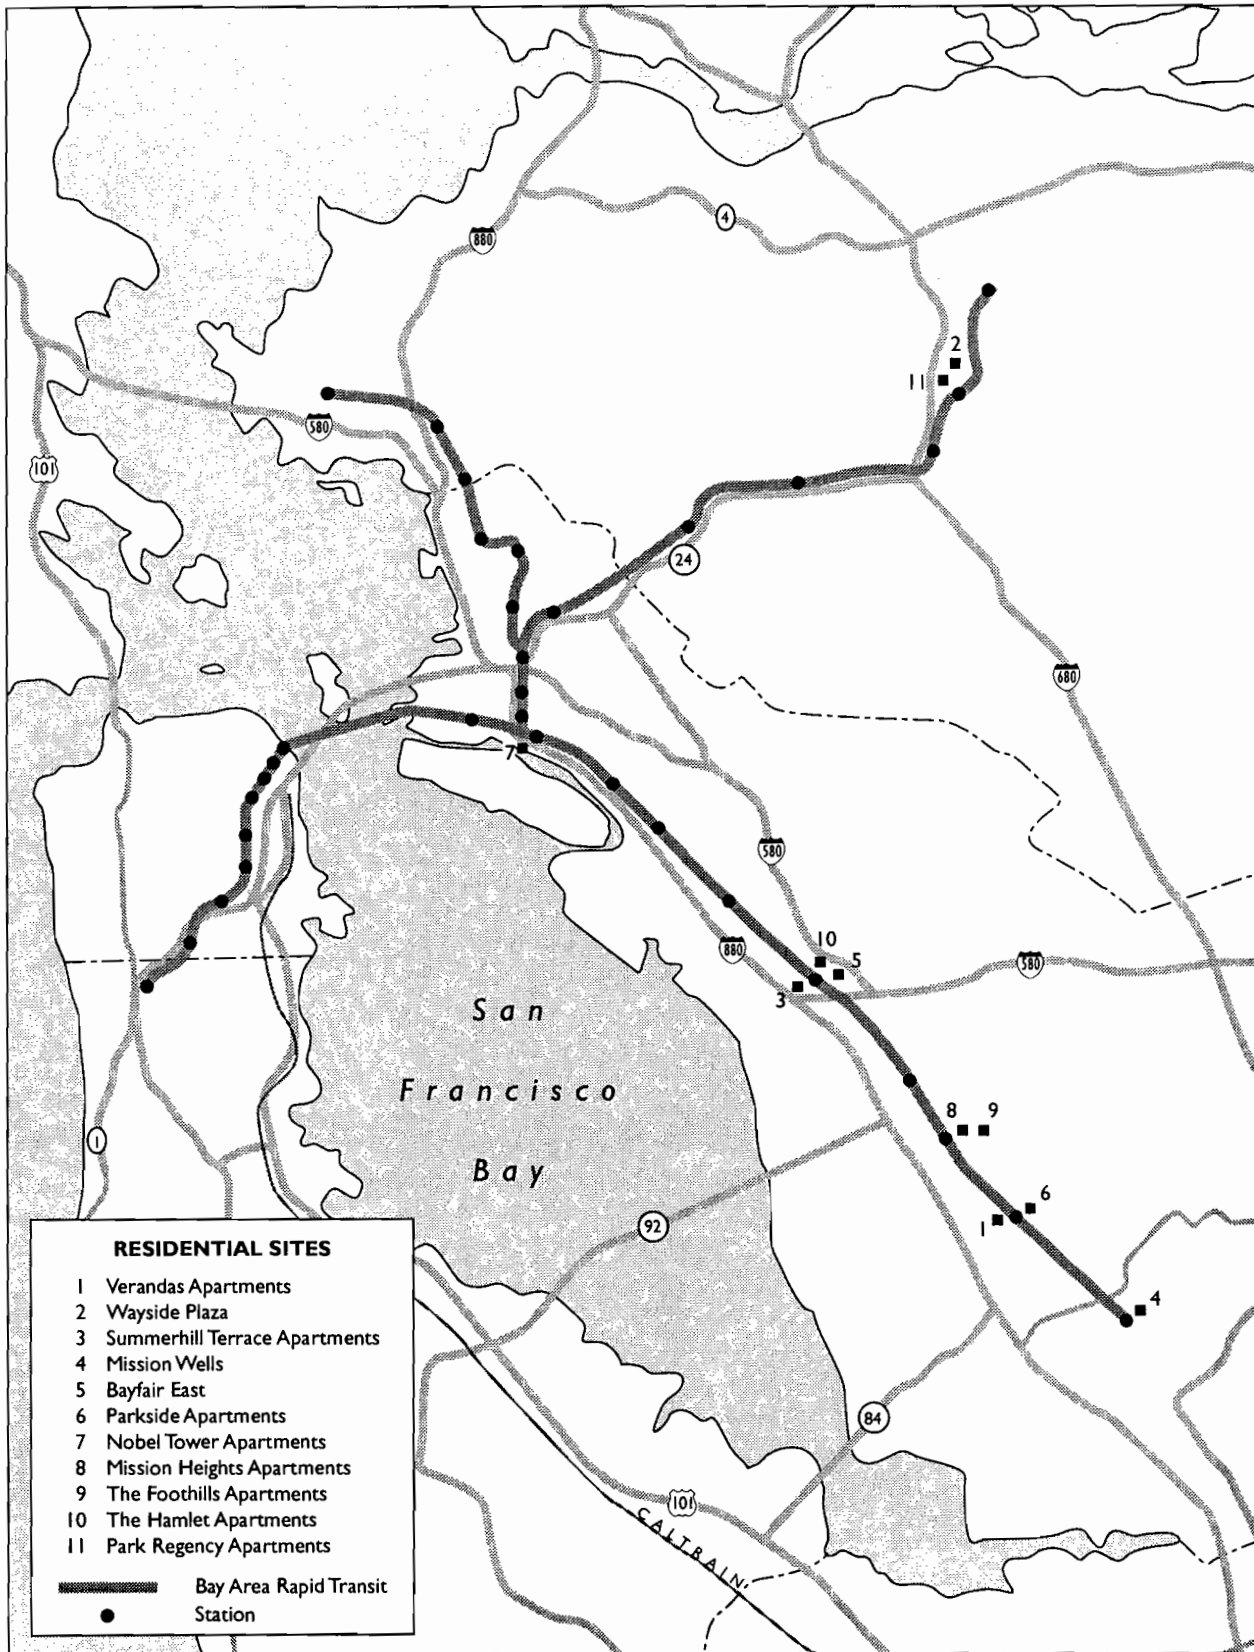 4
880
2
11
580
101
24
680
7
580
10
5
880
580
3
San
Francisco
Bay
8 9
1
6
1
92
4
RESIDENTIAL SITES
1 Verandas Apartments
2 Wayside Plaza
3 Summerhill Terrace Apartments
4 Mission Wells
5 Bayfair East
6 Parkside Apartments
7 Nobel Tower Apartments
8 Mission Heights Apartments
9 The Foothills Apartments
10 The Hamlet Apartments
11 Park Regency Apartments
Bay Area Rapid Transit
Station
84
101
CALTRAIN